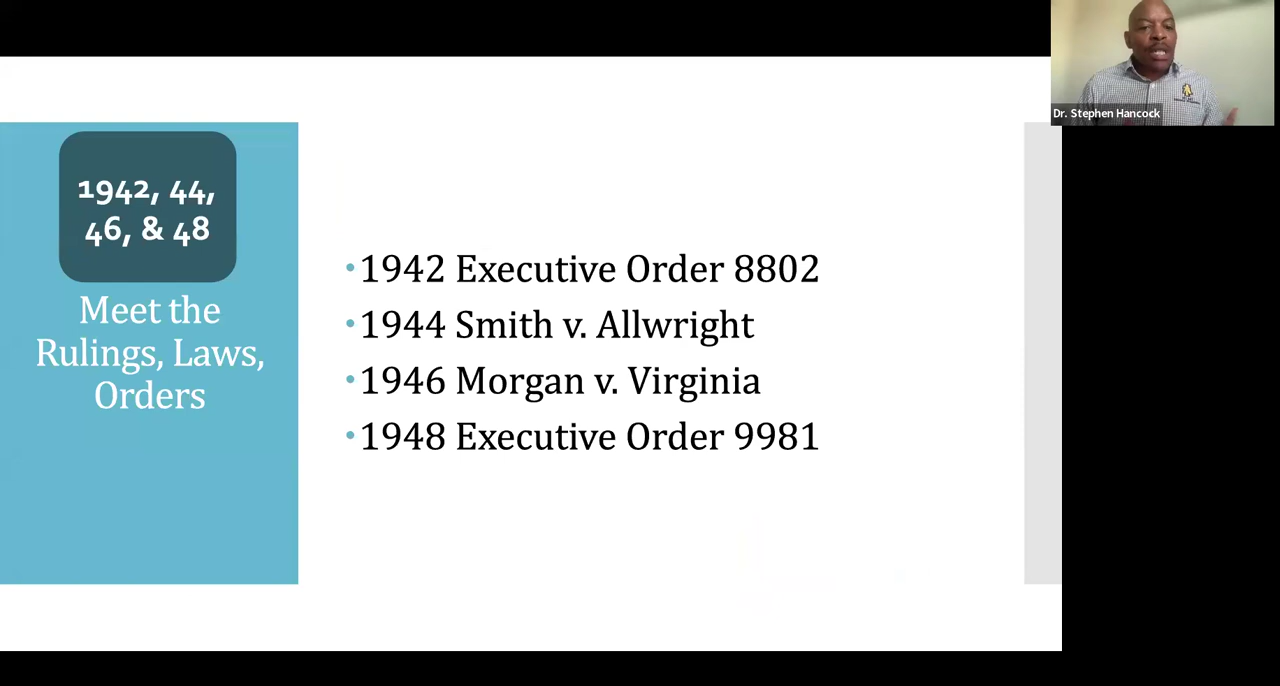 Dr. Stephen Hancock
1942, 44,
46, & 48
Meet the
Rulings, Laws,
Orders
•1942 Executive Order 8802
•1944 Smith v. Allwright
•1946 Morgan v. Virginia
•1948 Executive Order 9981